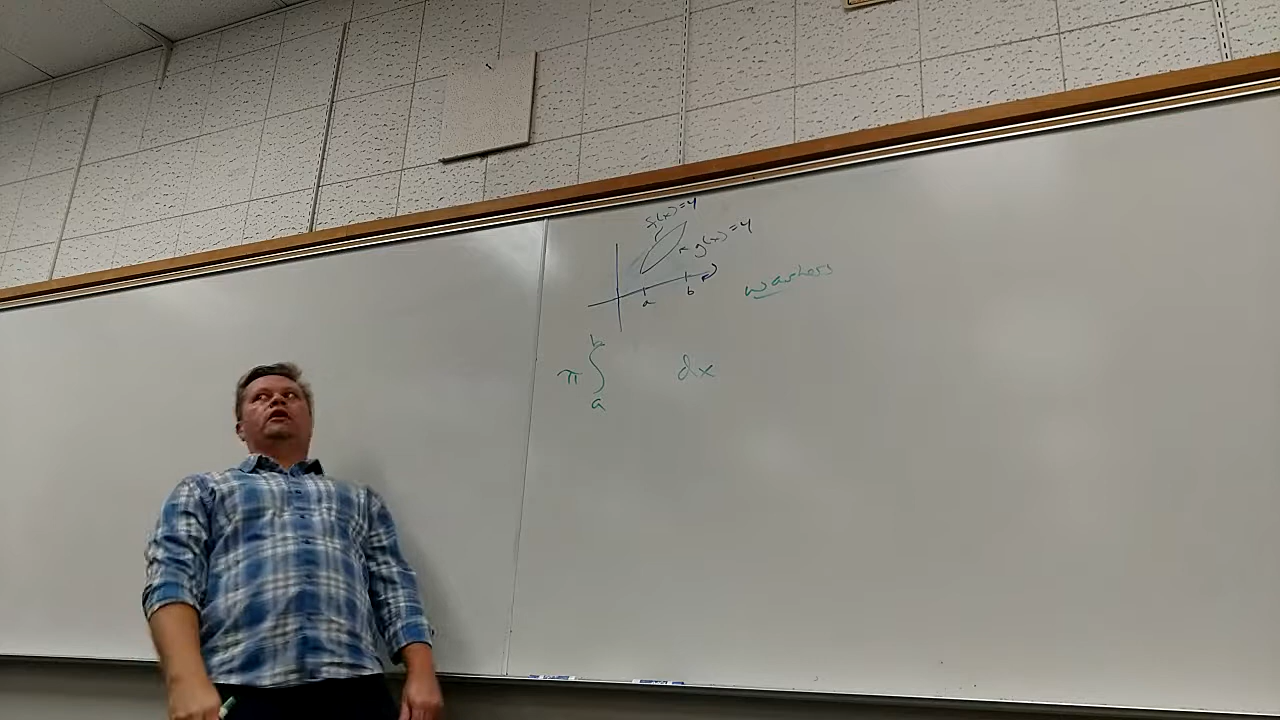 f(x)=y
g(x)=y
a b
washers
π∫ₐᵇ dx